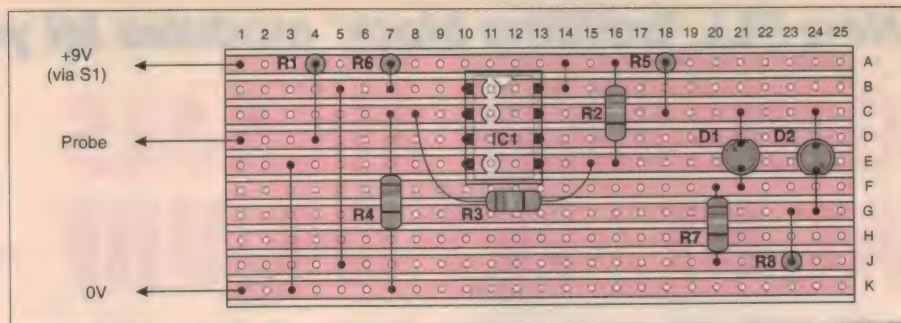 1 2 3 4 5 6 7 8 9 10 11 12 13 14 15 16 17 18 19 20 21 22 23 24 25
+9V
(via S1)
R1
R6
R5
A
B
R2
C
Probe
IC1
D1
D2
D
E
F
R4
R3
G
R7
H
R8
J
0V
K